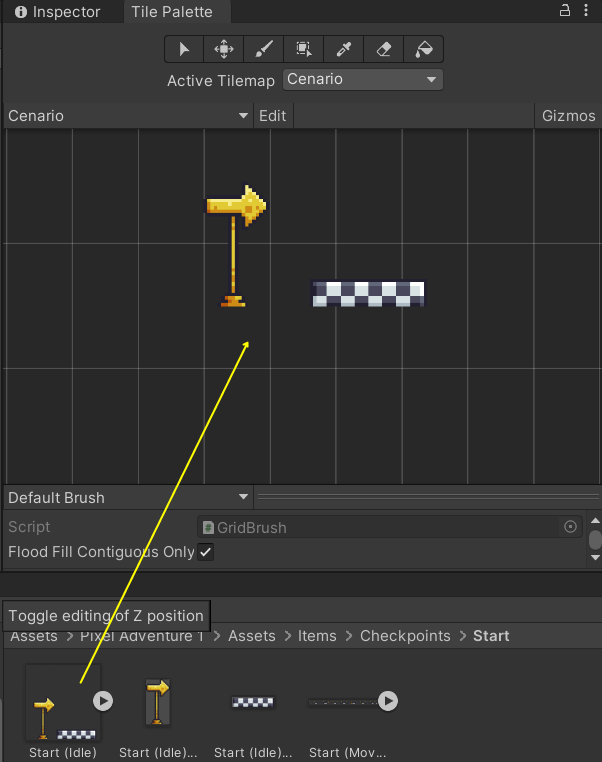 Inspector Tile Palette
Active Tilemap Cenario
Cenario Edit Gizmos
Default Brush
Script GridBrush
Flood Fill Contiguous Only
Toggle editing of Z position
Assets > Pixel Adventure 1 > Assets > Items > Checkpoints > Start
Start (Idle) Start (Idle)... Start (Idle)... Start (Mov...